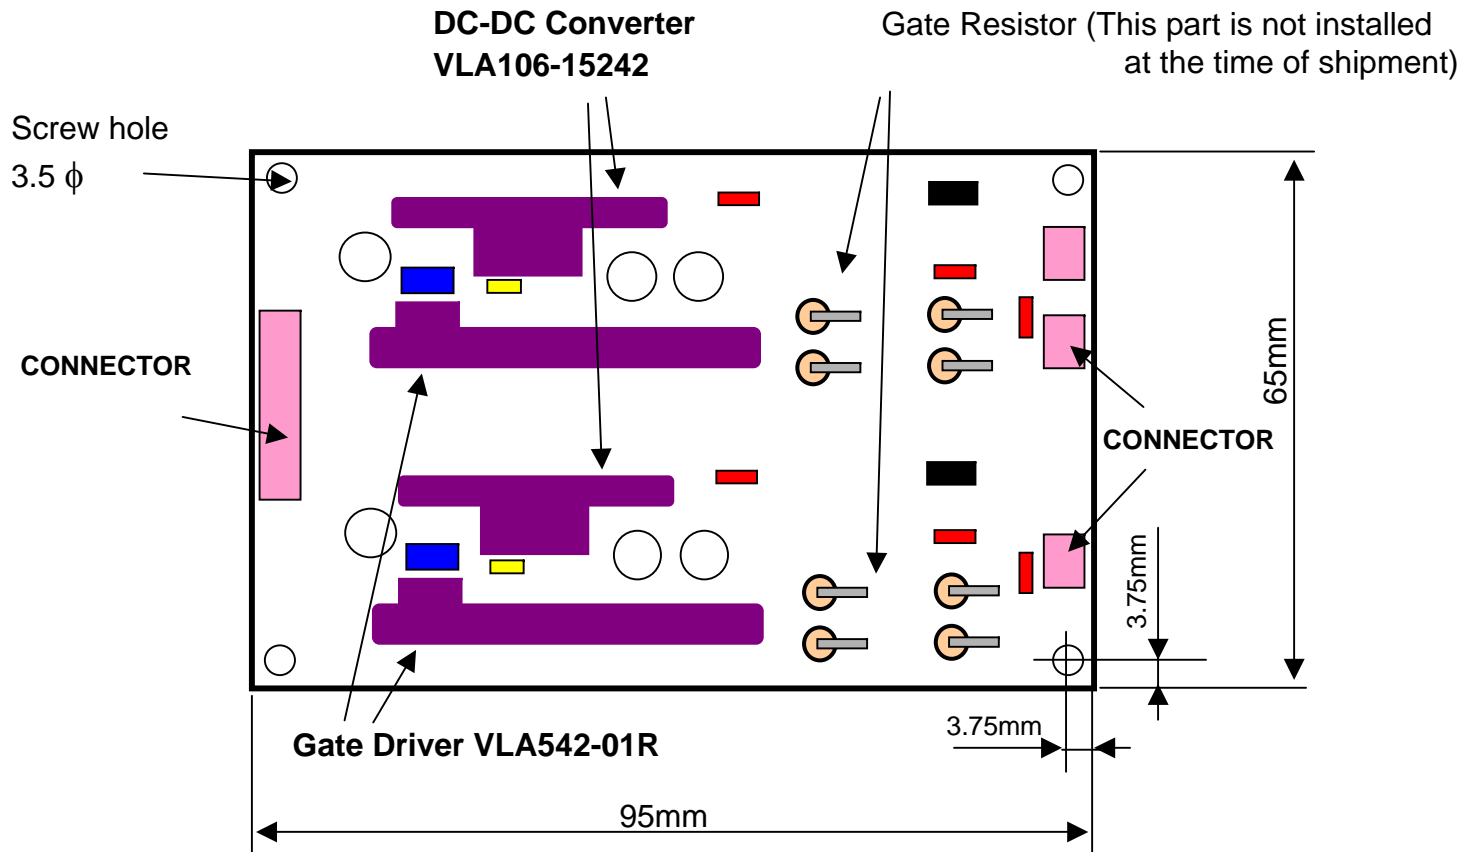 DC-DC Converter
VLA106-15242
Gate Resistor (This part is not installed
at the time of shipment)
Screw hole
3.5 ϕ
CONNECTOR
65mm
CONNECTOR
3.75mm
3.75mm
Gate Driver VLA542-01R
95mm